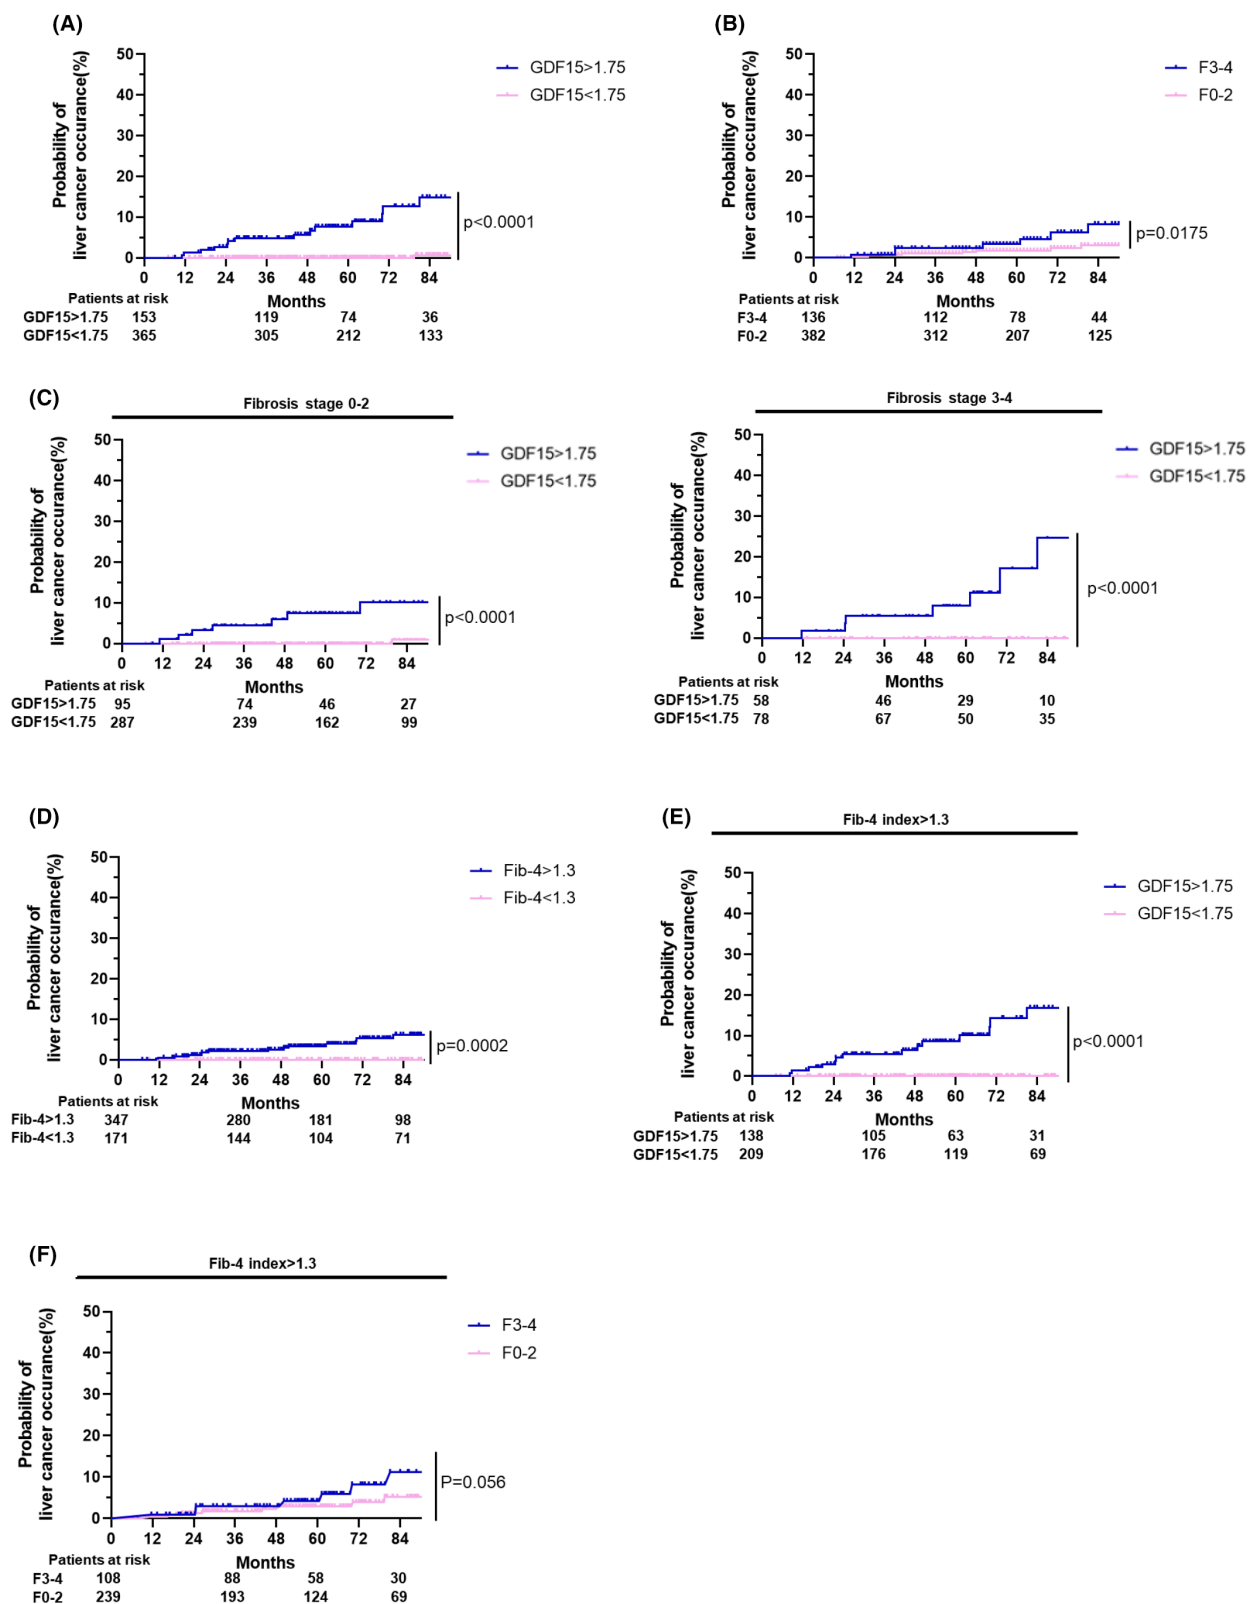 (A)
50
40
30
20
10
0
Probability of
liver cancer occurance(%)
GDF15>1.75
GDF15<1.75
p<0.0001
0 12 24 36 48 60 72 84
Patients at risk Months
GDF15>1.75 153 119 74 36
GDF15<1.75 365 305 212 133
(B)
50
40
30
20
10
0
Probability of
liver cancer occurance(%)
F3-4
F0-2
p=0.0175
0 12 24 36 48 60 72 84
Patients at risk Months
F3-4 136 112 78 44
F0-2 382 312 207 125
(C)
Fibrosis stage 0-2
50
40
30
20
10
0
Probability of
liver cancer occurance(%)
GDF15>1.75
GDF15<1.75
p<0.0001
0 12 24 36 48 60 72 84
Patients at risk Months
GDF15>1.75 95 74 46 27
GDF15<1.75 287 239 162 99
Fibrosis stage 3-4
50
40
30
20
10
0
Probability of
liver cancer occurance(%)
GDF15>1.75
GDF15<1.75
p<0.0001
0 12 24 36 48 60 72 84
Patients at risk Months
GDF15>1.75 58 46 29 10
GDF15<1.75 78 67 50 35
(D)
50
40
30
20
10
0
Probability of
liver cancer occurance(%)
Fib-4>1.3
Fib-4<1.3
p=0.0002
0 12 24 36 48 60 72 84
Patients at risk Months
Fib-4>1.3 347 280 181 98
Fib-4<1.3 171 144 104 71
(E)
Fib-4 index>1.3
50
40
30
20
10
0
Probability of
liver cancer occurance(%)
GDF15>1.75
GDF15<1.75
p<0.0001
0 12 24 36 48 60 72 84
Patients at risk Months
GDF15>1.75 138 105 63 31
GDF15<1.75 209 176 119 69
(F)
Fib-4 index>1.3
50
40
30
20
10
0
Probability of
liver cancer occurance(%)
F3-4
F0-2
P=0.056
0 12 24 36 48 60 72 84
Patients at risk Months
F3-4 108 88 58 30
F0-2 239 193 124 69